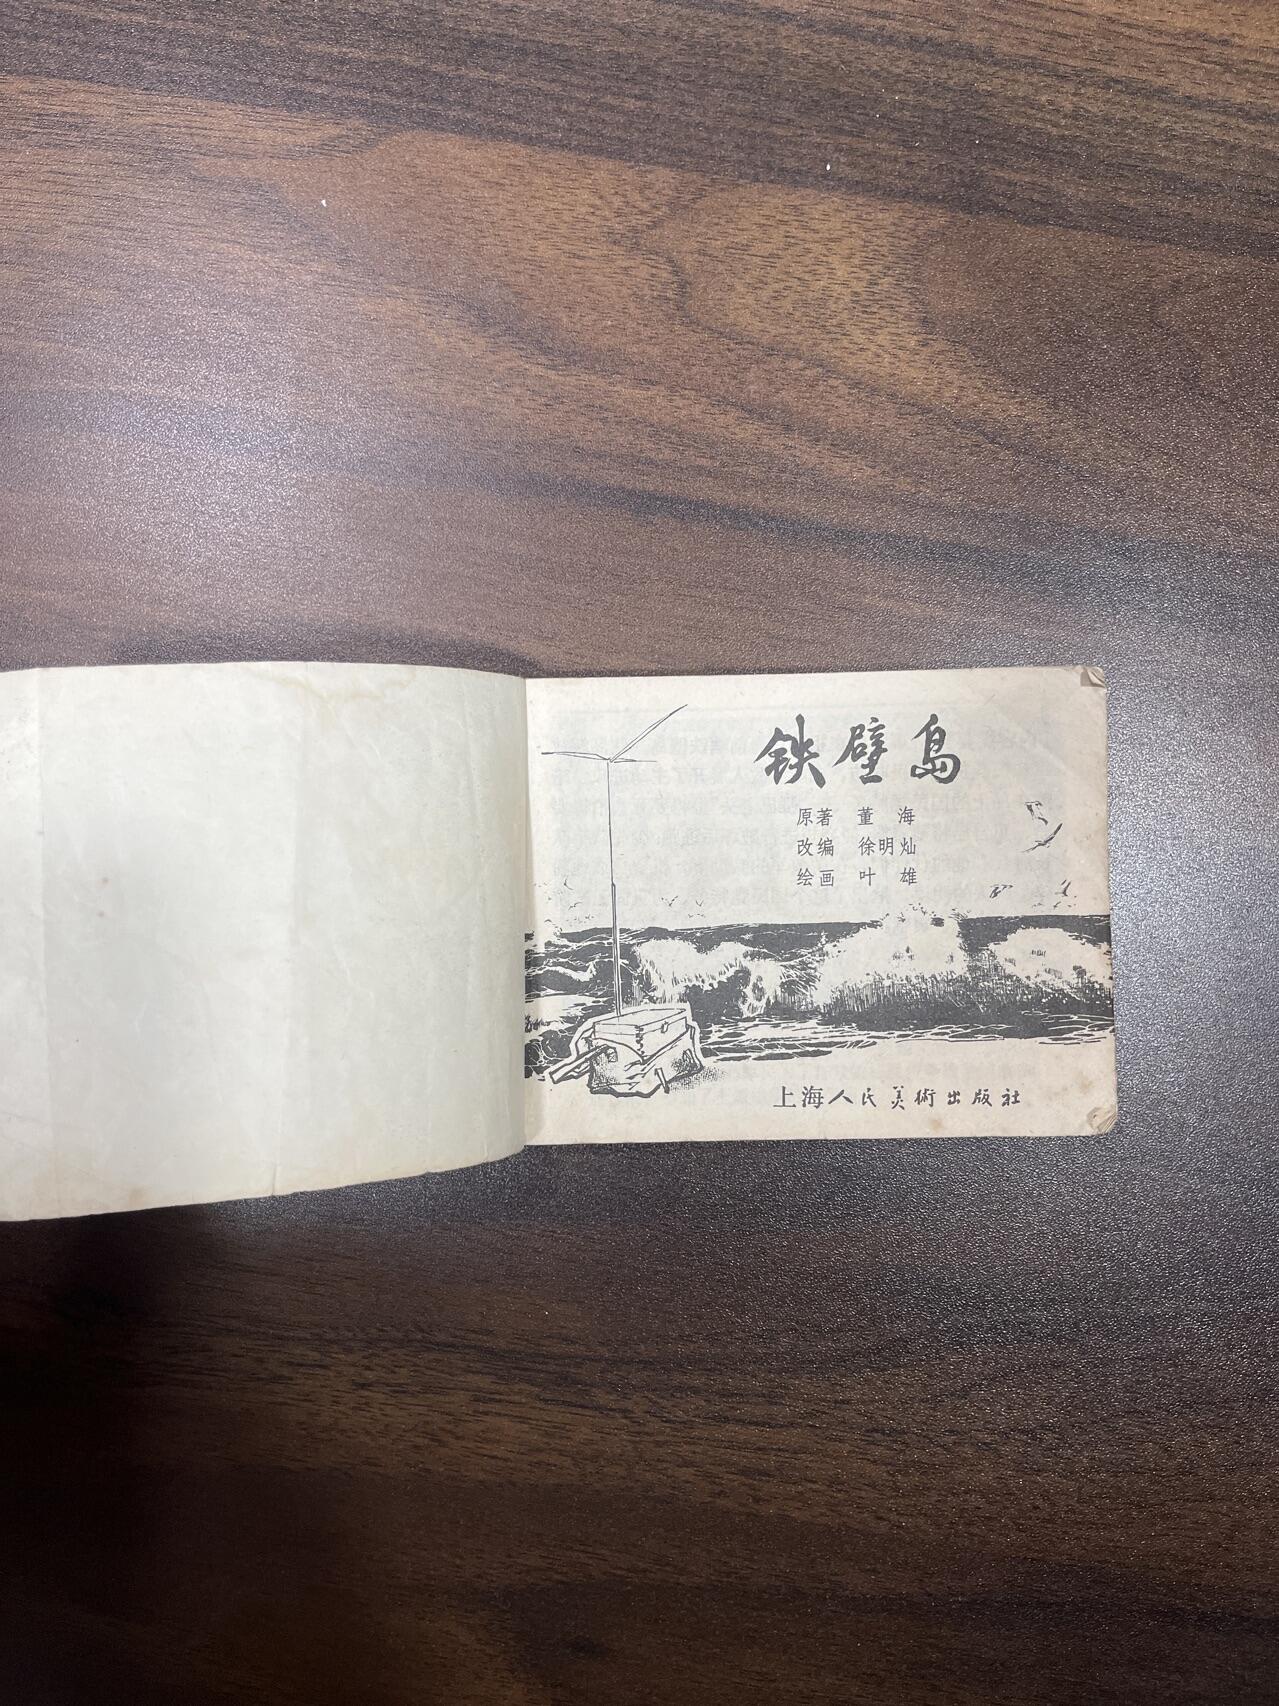 铁壁岛
原著 董海
改编 徐明灿
绘画 叶雄
上海人民美術出版社